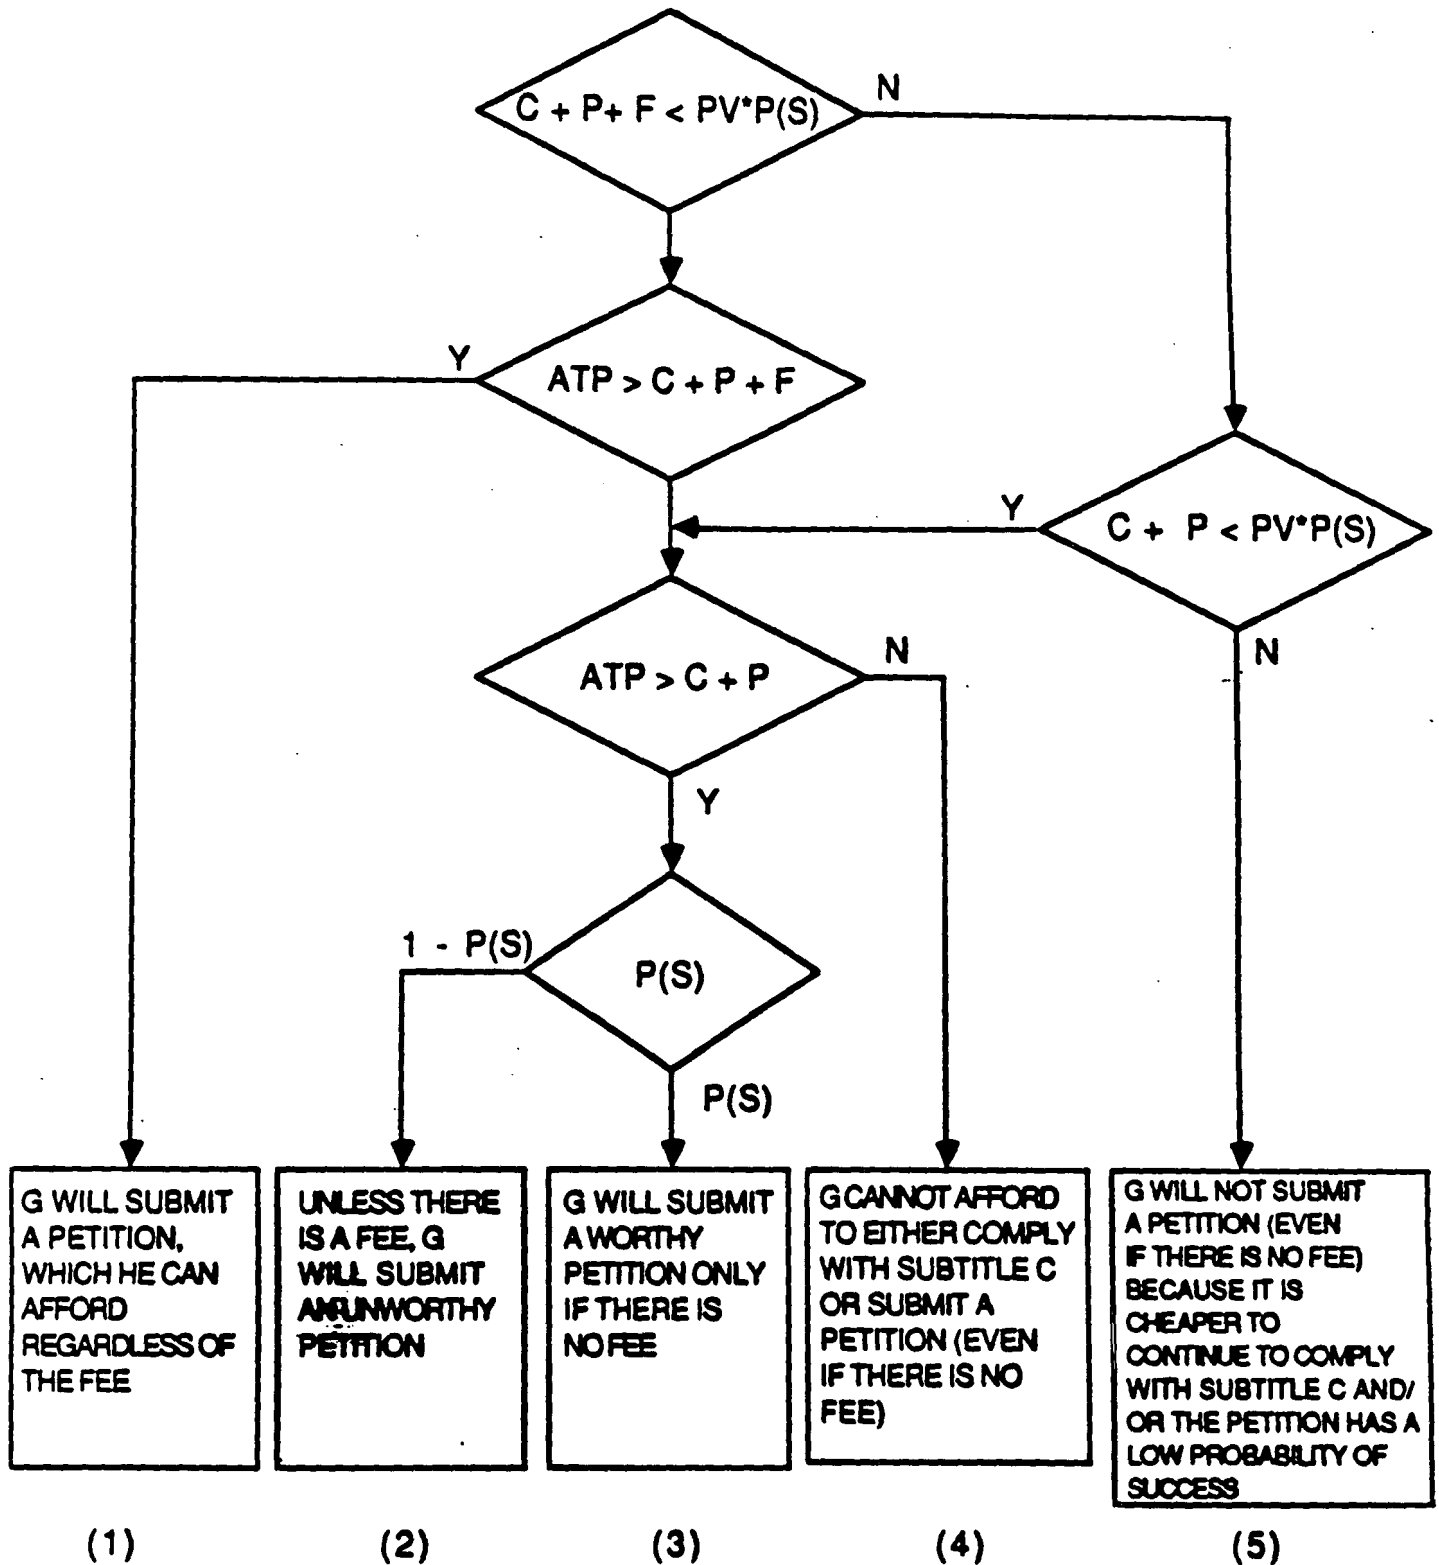 C + P+ F < PV*P(S)
N
Y
ATP > C + P + F
Y
C + P < PV*P(S)
ATP > C + P
N
N
Y
1 - P(S)
P(S)
P(S)
G WILL SUBMIT
A PETITION,
WHICH HE CAN
AFFORD
REGARDLESS OF
THE FEE
UNLESS THERE
IS A FEE, G
WILL SUBMIT
AN UNWORTHY
PETITION
G WILL SUBMIT
A WORTHY
PETITION ONLY
IF THERE IS
NO FEE
G CANNOT AFFORD
TO EITHER COMPLY
WITH SUBTITLE C
OR SUBMIT A
PETITION (EVEN
IF THERE IS NO
FEE)
G WILL NOT SUBMIT
A PETITION (EVEN
IF THERE IS NO FEE)
BECAUSE IT IS
CHEAPER TO
CONTINUE TO COMPLY
WITH SUBTITLE C AND/
OR THE PETITION HAS A
LOW PROBABILITY OF
SUCCESS
(1)
(2)
(3)
(4)
(5)